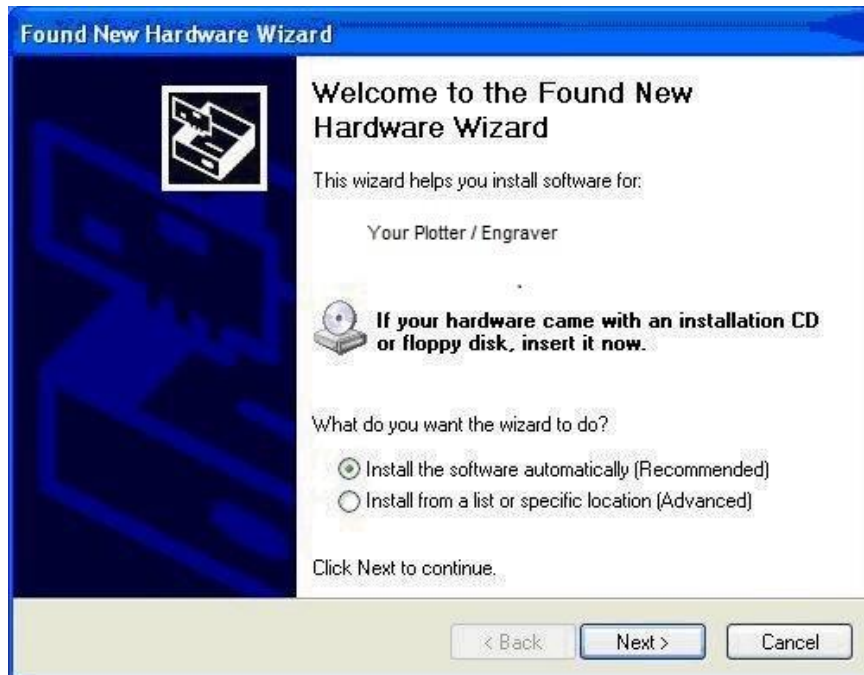 Found New Hardware Wizard
Welcome to the Found New
Hardware Wizard
This wizard helps you install software for:
Your Plotter / Engraver
If your hardware came with an installation CD
or floppy disk, insert it now.
What do you want the wizard to do?
Install the software automatically (Recommended)
Install from a list or specific location (Advanced)
Click Next to continue.
< Back Next > Cancel